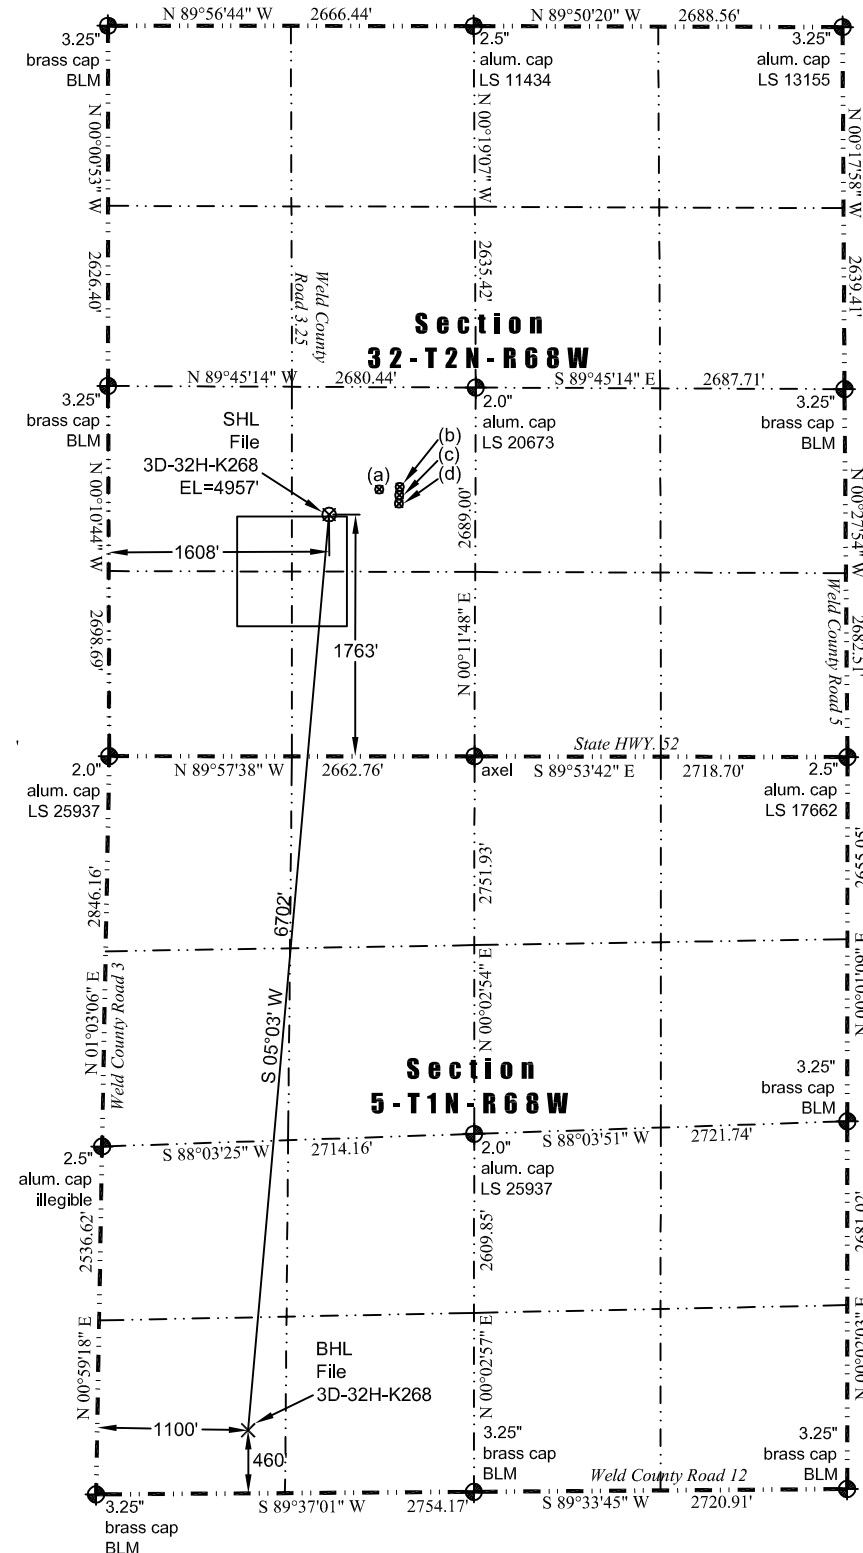 N 89°56'44" W 2666.44'
N 89°50'20" W 2688.56'
3.25"
brass cap
BLM
2.5"
alum. cap
LS 11434
3.25"
alum. cap
LS 13155
N 00°00'53" W
2626.40'
N 00°19'07" W
2635.42'
N 00°17'58" W
2639.41'
Weld County
Road 3.25
Section
32-T2N-R68W
N 89°45'14" W 2680.44'
S 89°45'14" E 2687.71'
3.25"
brass cap
BLM
2.0"
alum. cap
LS 20673
3.25"
brass cap
BLM
SHL
File
3D-32H-K268
EL=4957'
(a)
(b)
(c)
(d)
N 00°10'44" W
2698.69'
2689.00'
N 00°11'48" E
N 00°27'54" W
2682.51'
Weld County Road 5
1608'
1763'
State HWY. 52
N 89°57'38" W 2662.76'
axel
S 89°53'42" E 2718.70'
2.0"
alum. cap
LS 25937
2.5"
alum. cap
LS 17662
2846.16'
N 01°03'06" E
Weld County Road 3
6702'
S 05°03' W
2751.93'
N 00°02'54" E
Section
5-T1N-R68W
3.25"
brass cap
BLM
S 88°03'25" W 2714.16'
S 88°03'51" W 2721.74'
2.5"
alum. cap
illegible
2.0"
alum. cap
LS 25937
2536.62'
N 00°59'18" E
2609.85'
N 00°02'57" E
BHL
File
3D-32H-K268
1100'
460'
3.25"
brass cap
BLM
3.25"
brass cap
BLM
Weld County Road 12
3.25"
brass cap
BLM
S 89°37'01" W 2754.17'
S 89°33'45" W 2720.91'